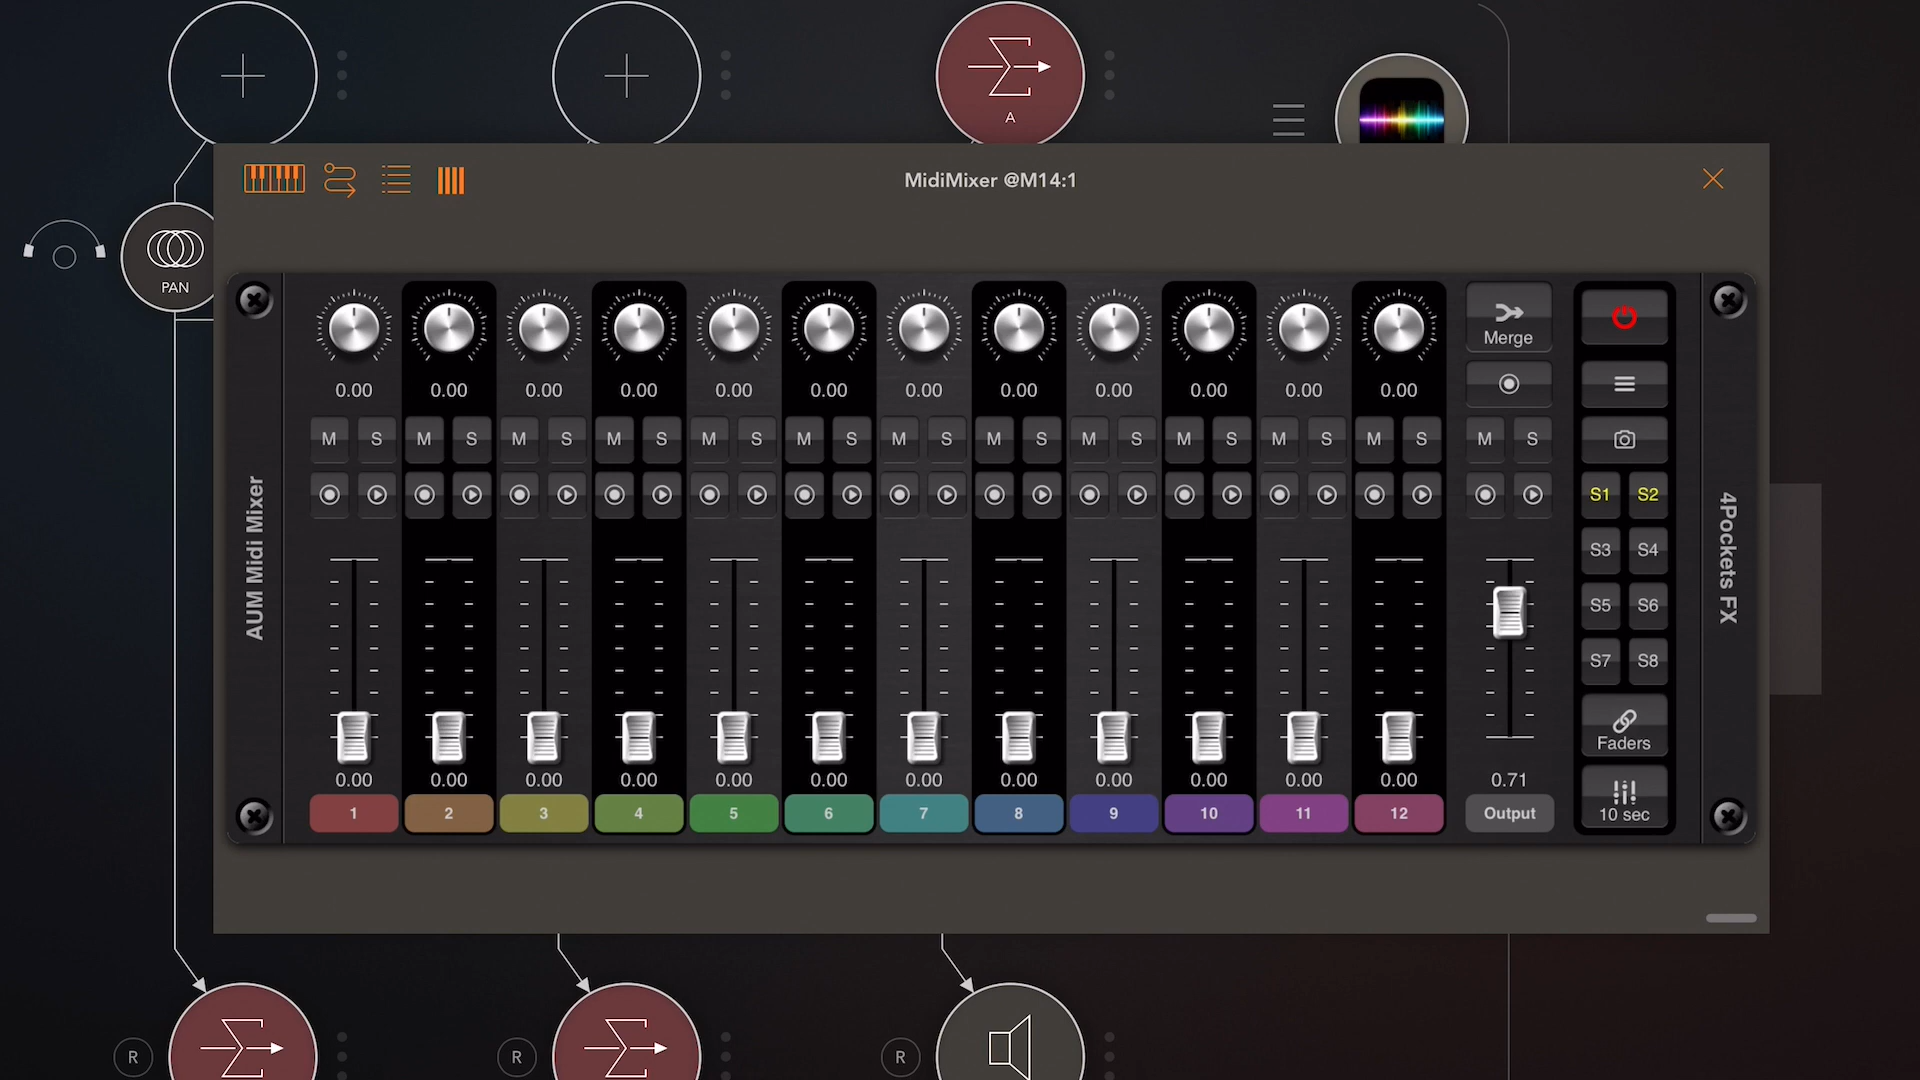 A
MidiMixer @M14:1
PAN
AUM Midi Mixer
0.00 0.00 0.00 0.00 0.00 0.00 0.00 0.00 0.00 0.00 0.00 0.00
M S M S M S M S M S M S M S M S M S M S M S M S M S
0.00 0.00 0.00 0.00 0.00 0.00 0.00 0.00 0.00 0.00 0.00 0.00 0.71
1 2 3 4 5 6 7 8 9 10 11 12 Output
Merge
S1 S2
S3 S4
S5 S6
S7 S8
Faders
10 sec
4Pockets FX
R R R